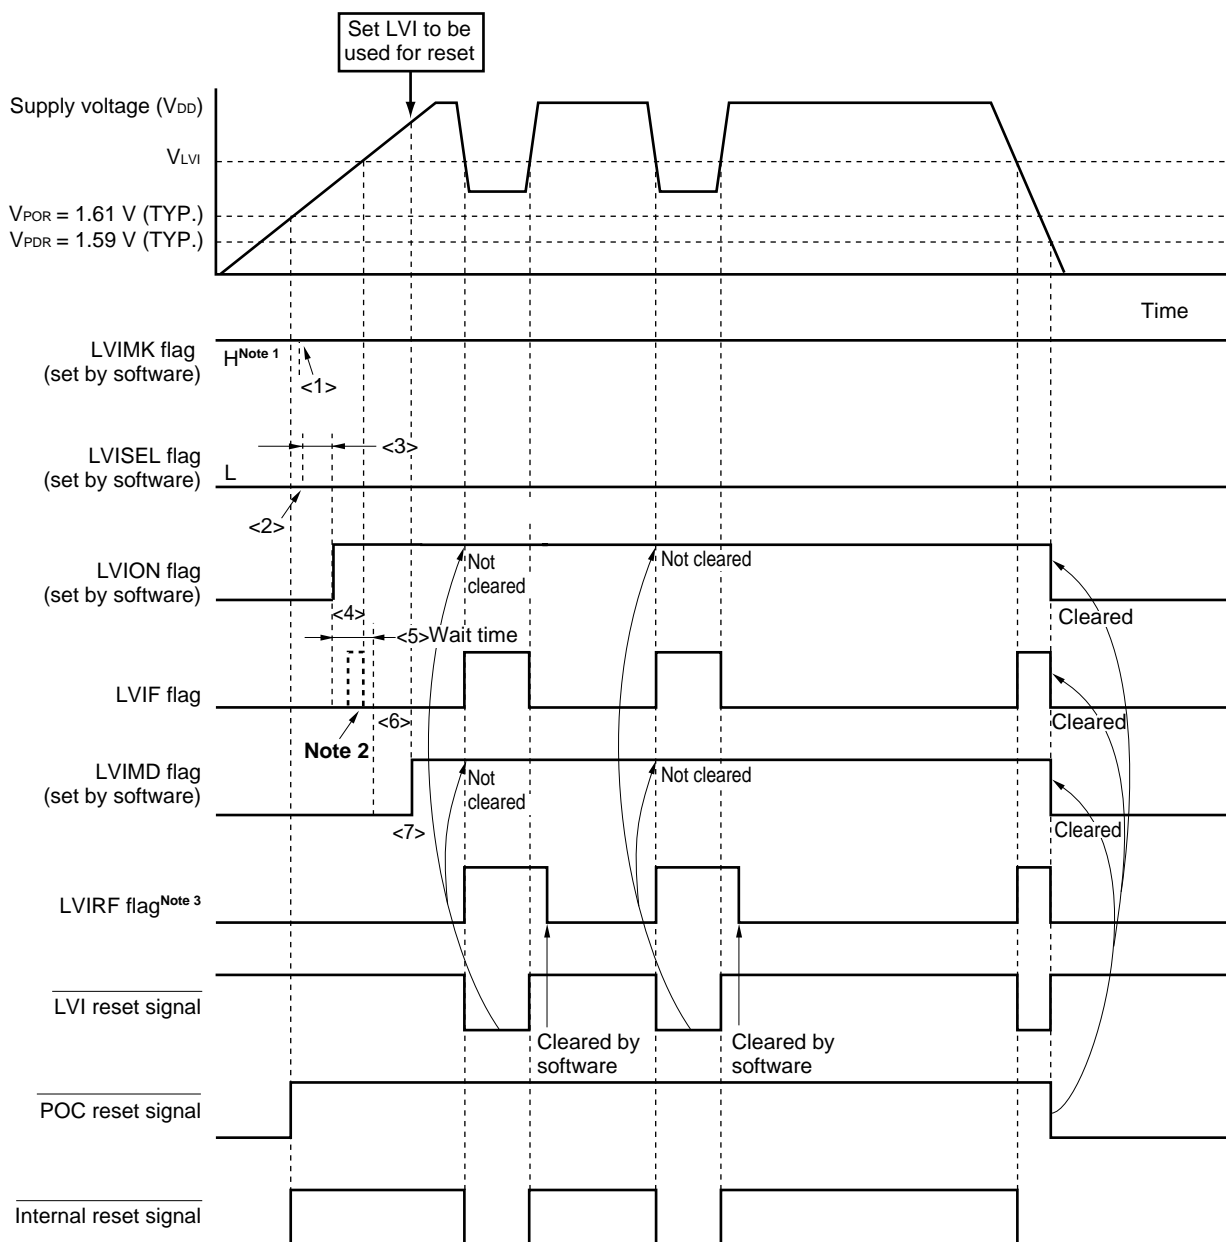 Set LVI to be
used for reset
Supply voltage (VDD)
VLVI
VPOR = 1.61 V (TYP.)
VPDR = 1.59 V (TYP.)
Time
LVIMK flag
(set by software)
H Note 1
<1>
LVISEL flag
(set by software)
L
<3>
<2>
LVION flag
(set by software)
Not
cleared
Not cleared
Cleared
<4>
<5> Wait time
LVIF flag
<6>
Note 2
Cleared
LVIMD flag
(set by software)
Not
cleared
Not cleared
Cleared
<7>
LVIRF flag Note 3
LVI reset signal
Cleared by
software
Cleared by
software
POC reset signal
Internal reset signal